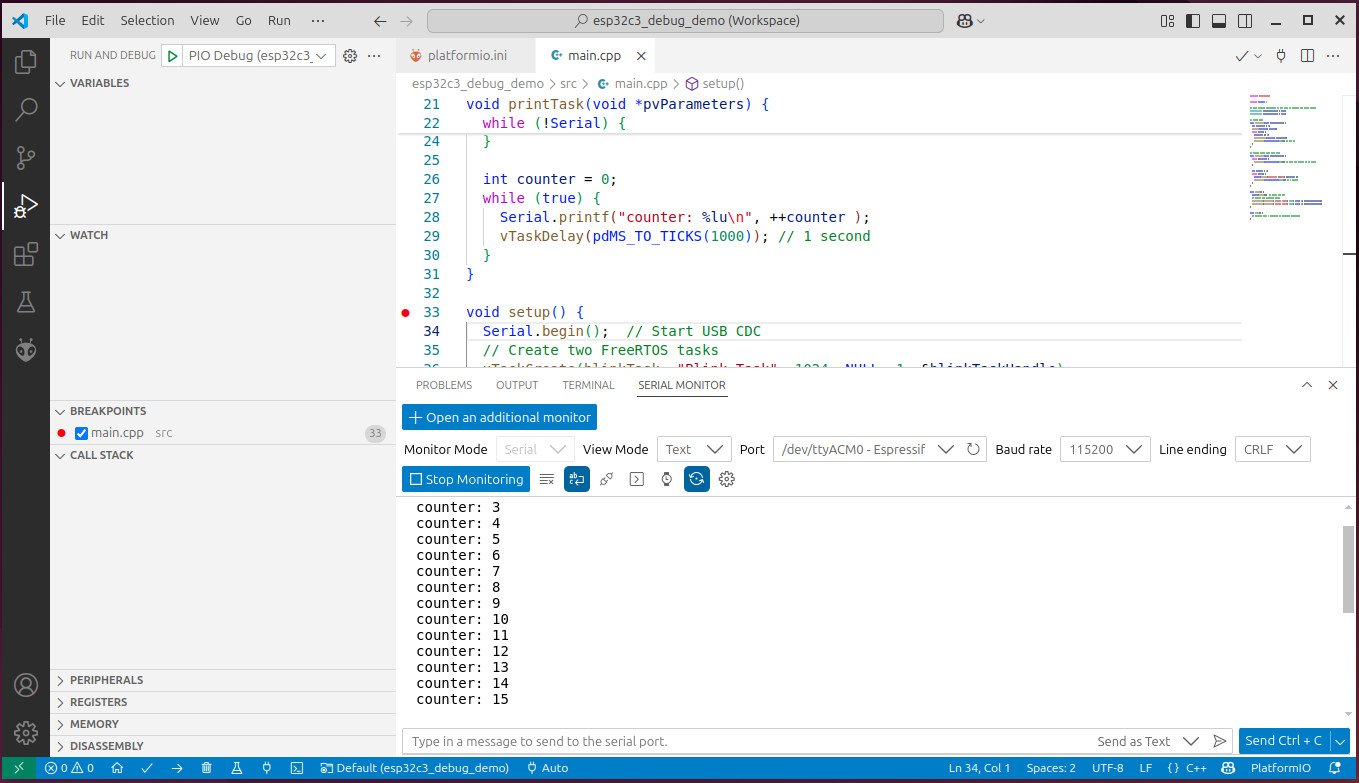 File Edit Selection View Go Run ··· esp32c3_debug_demo (Workspace)
RUN AND DEBUG PIO Debug (esp32c3_ ···
VARIABLES
WATCH
BREAKPOINTS
main.cpp src 33
CALL STACK
PERIPHERALS
REGISTERS
MEMORY
DISASSEMBLY
platformio.ini main.cpp
esp32c3_debug_demo > src > main.cpp > setup()
21 void printTask(void *pvParameters) {
22 while (!Serial) {
24 }
25
26 int counter = 0;
27 while (true) {
28 Serial.printf("counter: %lu\n", ++counter );
29 vTaskDelay(pdMS_TO_TICKS(1000)); // 1 second
30 }
31 }
32
33 void setup() {
34 Serial.begin(); // Start USB CDC
35 // Create two FreeRTOS tasks
36 xTaskCreate(blinkTask, "Blink Task", 1024, NULL, 1, &blinkTaskHandle)
PROBLEMS OUTPUT TERMINAL SERIAL MONITOR
Open an additional monitor
Monitor Mode Serial View Mode Text Port /dev/ttyACM0 - Espressif Baud rate 115200 Line ending CRLF
Stop Monitoring
counter: 3
counter: 4
counter: 5
counter: 6
counter: 7
counter: 8
counter: 9
counter: 10
counter: 11
counter: 12
counter: 13
counter: 14
counter: 15
Type in a message to send to the serial port. Send as Text Send Ctrl + C
0 0 Default (esp32c3_debug_demo) Auto Ln 34, Col 1 Spaces: 2 UTF-8 LF {} C++ PlatformIO